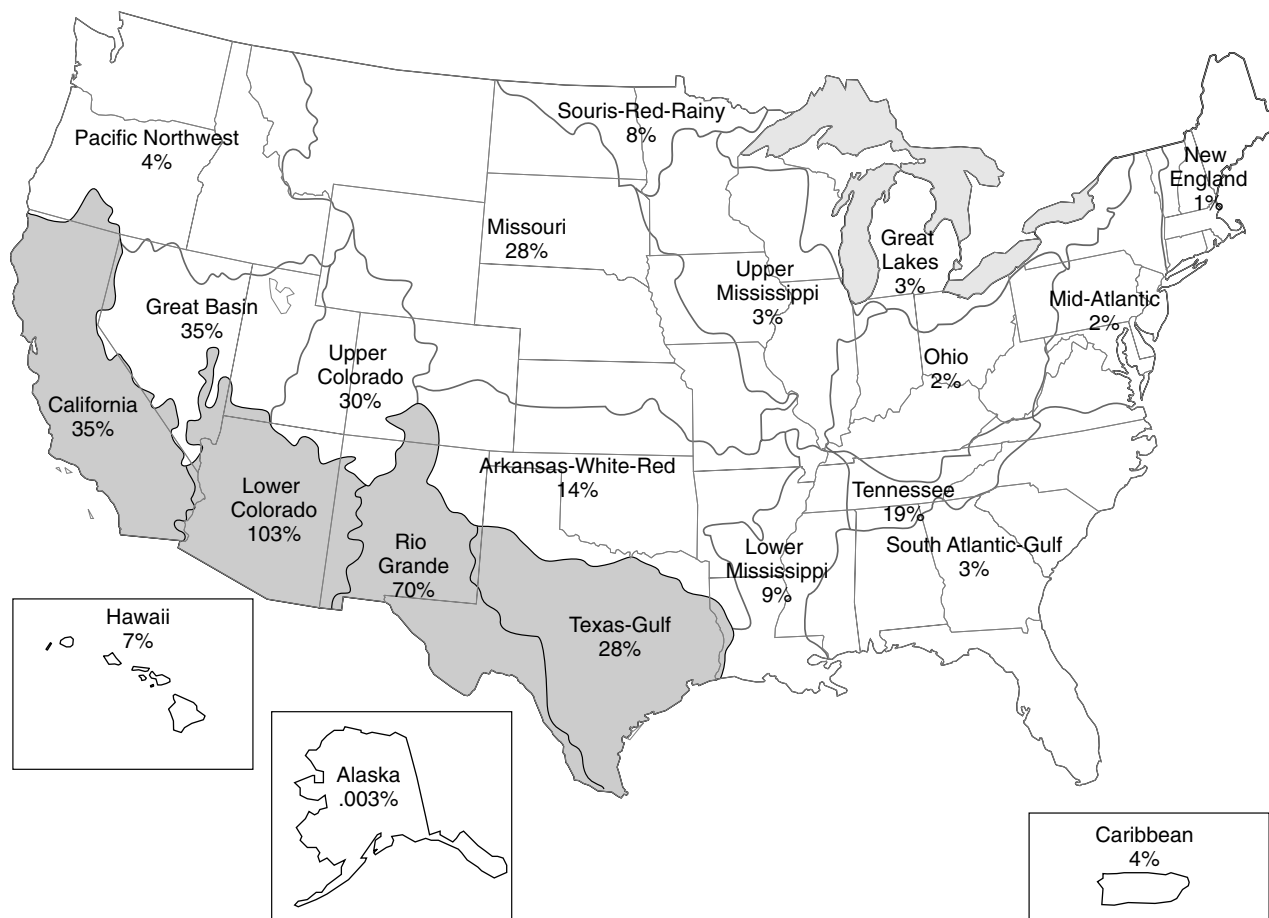 Souris-Red-Rainy
8%
Pacific Northwest
4%
New
England
1%
Missouri
28%
Great
Lakes
3%
Upper
Mississippi
3%
Mid-Atlantic
2%
Great Basin
35%
Upper
Colorado
30%
Ohio
2%
California
35%
Arkansas-White-Red
14%
Tennessee
19%
Lower
Colorado
103%
Rio
Grande
70%
Lower
Mississippi
9%
South Atlantic-Gulf
3%
Texas-Gulf
28%
Hawaii
7%
Alaska
.003%
Caribbean
4%